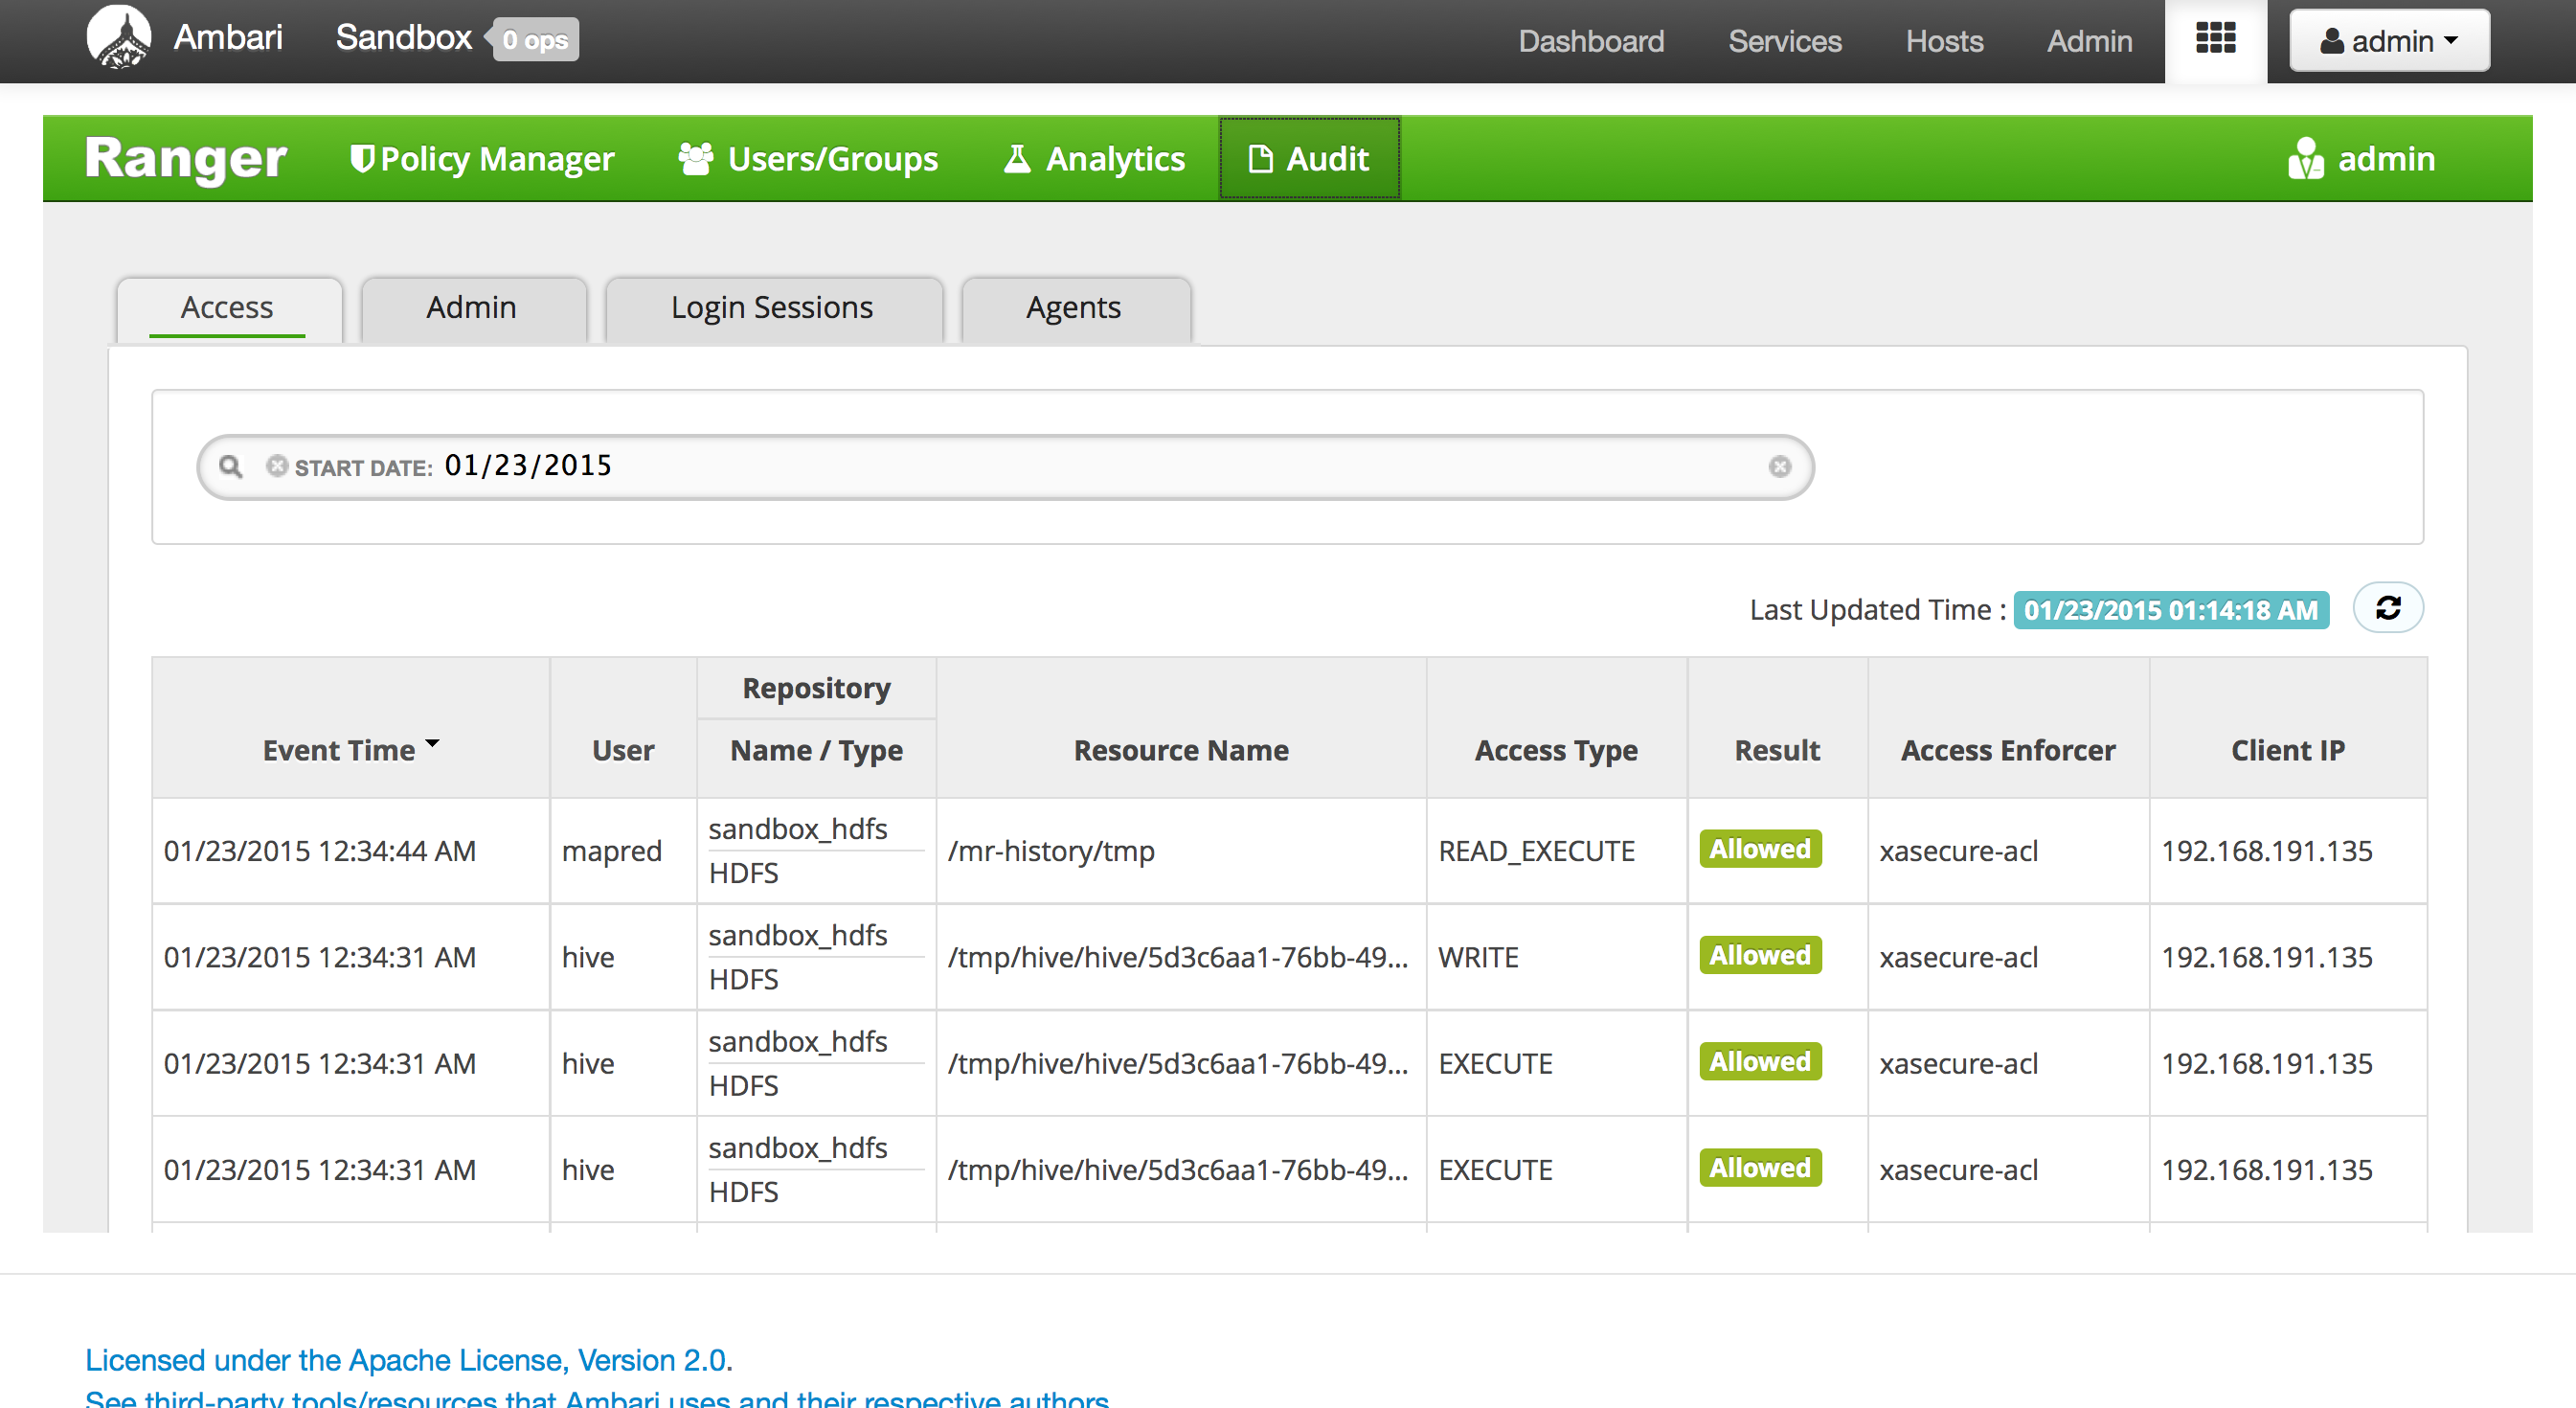 Ambari Sandbox 0 ops Dashboard Services Hosts Admin admin
Ranger Policy Manager Users/Groups Analytics Audit admin
Access Admin Login Sessions Agents
START DATE: 01/23/2015
Last Updated Time : 01/23/2015 01:14:18 AM
Repository
Event Time User Name / Type Resource Name Access Type Result Access Enforcer Client IP
sandbox_hdfs
01/23/2015 12:34:44 AM mapred /mr-history/tmp READ_EXECUTE Allowed xasecure-acl 192.168.191.135
HDFS
sandbox_hdfs
01/23/2015 12:34:31 AM hive /tmp/hive/hive/5d3c6aa1-76bb-49... WRITE Allowed xasecure-acl 192.168.191.135
HDFS
sandbox_hdfs
01/23/2015 12:34:31 AM hive /tmp/hive/hive/5d3c6aa1-76bb-49... EXECUTE Allowed xasecure-acl 192.168.191.135
HDFS
sandbox_hdfs
01/23/2015 12:34:31 AM hive /tmp/hive/hive/5d3c6aa1-76bb-49... EXECUTE Allowed xasecure-acl 192.168.191.135
HDFS
Licensed under the Apache License, Version 2.0.
See third-party tools/resources that Ambari uses and their respective authors